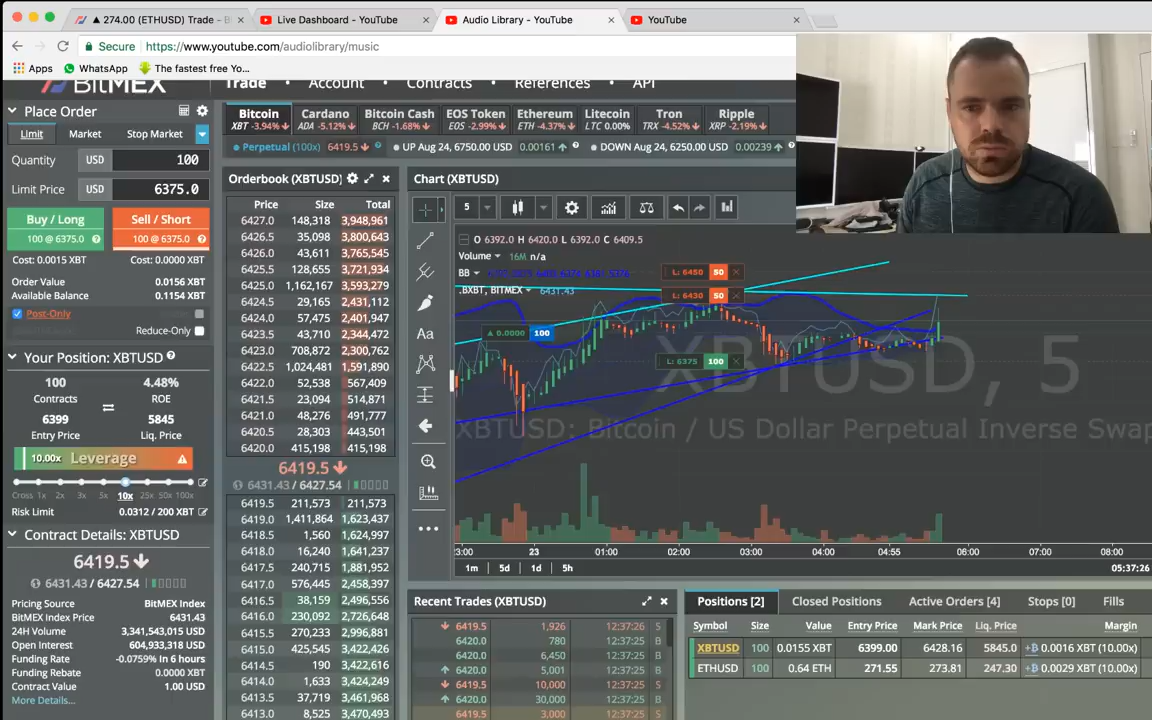 ▲ 274.00 (ETHUSD) Trade - B
Live Dashboard - YouTube
Audio Library - YouTube
YouTube
Secure
https://www.youtube.com/audiolibrary/music
Apps
WhatsApp
The fastest free Yo...
BitMEX
Trade • Account • Contracts • References • API
Place Order
Limit Market Stop Market
Quantity USD 100
Limit Price USD 6375.0
Buy / Long
100 @ 6375.0
Sell / Short
100 @ 6375.0
Cost: 0.0015 XBT
Cost: 0.0000 XBT
Order Value 0.0156 XBT
Available Balance 0.1154 XBT
Post-Only
Reduce-Only
Your Position: XBTUSD
100 4.48%
Contracts ROE
6399 5845
Entry Price Liq. Price
10.00x Leverage
Cross 1x 2x 3x 5x 10x 25x 50x 100x
Risk Limit 0.0312 / 200 XBT
Contract Details: XBTUSD
6419.5
6431.43 / 6427.54
Pricing Source BitMEX Index
BitMEX Index Price 6431.43
24H Volume 3,341,543,015 USD
Open Interest 604,933,318 USD
Funding Rate -0.0759% In 6 hours
Funding Rebate 0.0000 XBT
Contract Value 1.00 USD
More Details...
Bitcoin
XBT -3.94%
Cardano
ADA -5.12%
Bitcoin Cash
BCH -1.68%
EOS Token
EOS -2.99%
Ethereum
ETH -4.37%
Litecoin
LTC 0.00%
Tron
TRX -4.52%
Ripple
XRP -2.19%
Perpetual (100x) 6419.5
UP Aug 24, 6750.00 USD 0.00161
DOWN Aug 24, 6250.00 USD 0.00239
Orderbook (XBTUSD)
Price Size Total
6427.0 148,318 3,948,961
6426.5 35,098 3,800,643
6426.0 43,611 3,765,545
6425.5 128,655 3,721,934
6425.0 1,162,167 3,593,279
6424.5 29,165 2,431,112
6424.0 57,475 2,401,947
6423.5 43,710 2,344,472
6423.0 708,872 2,300,762
6422.5 1,024,481 1,591,890
6422.0 52,538 567,409
6421.5 23,094 514,871
6421.0 48,276 491,777
6420.5 28,303 443,501
6420.0 415,198 415,198
6419.5
6431.43 / 6427.54
6419.5 211,573 211,573
6419.0 1,411,864 1,623,437
6418.5 1,560 1,624,997
6418.0 16,240 1,641,237
6417.5 240,715 1,881,952
6417.0 576,445 2,458,397
6416.5 38,159 2,496,556
6416.0 230,092 2,726,648
6415.5 270,233 2,996,881
6415.0 425,545 3,422,426
6414.5 190 3,422,616
6414.0 1,633 3,424,249
6413.5 37,719 3,461,968
6413.0 8,525 3,470,493
Chart (XBTUSD)
5
O 6392.0 H 6420.0 L 6392.0 C 6409.5
Volume 16M n/a
BB
.BXBT, BITMEX 6431.43
L: 6450 50
L: 6430 50
0.0000 100
L: 6375 100
XBTUSD, 5
XBTUSD: Bitcoin / US Dollar Perpetual Inverse Swap
Aa
3:00 23 01:00 02:00 03:00 04:00 04:55 06:00 07:00 08:00
1m 5d 1d 5h
05:37:26
Recent Trades (XBTUSD)
6419.5 1,926 12:37:26 S
6420.0 780 12:37:25 B
6420.0 6,450 12:37:25 B
6420.0 5,001 12:37:25 B
6419.5 10,000 12:37:25 S
6420.0 30,000 12:37:25 B
6419.5 3,000 12:37:25 S
Positions [2] Closed Positions Active Orders [4] Stops [0] Fills
Symbol Size Value Entry Price Mark Price Liq. Price Margin
XBTUSD 100 0.0155 XBT 6399.00 6428.16 5845.0 0.0016 XBT (10.00x)
ETHUSD 100 0.64 ETH 271.55 273.81 247.30 0.0029 XBT (10.00x)